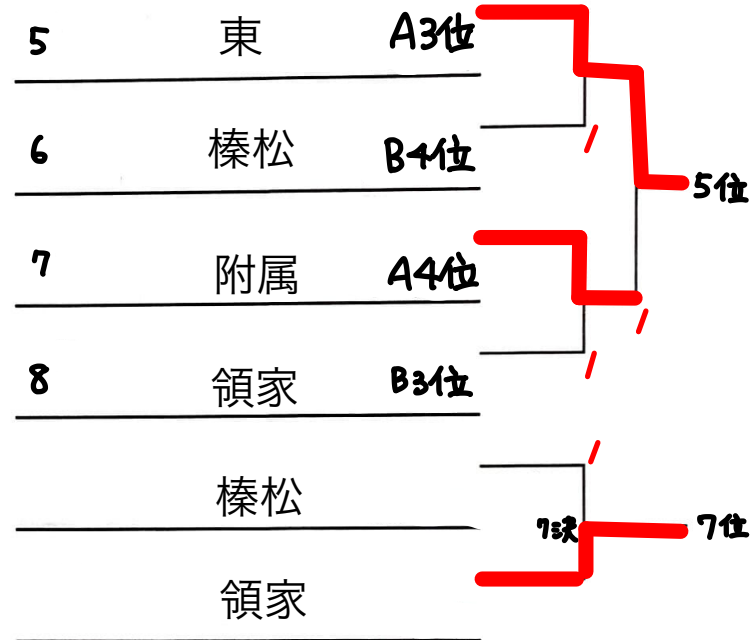 5 東 A3位
6 榛松 B4位
5位
7 附属 A4位
8 領家 B3位
榛松
7決 7位
領家